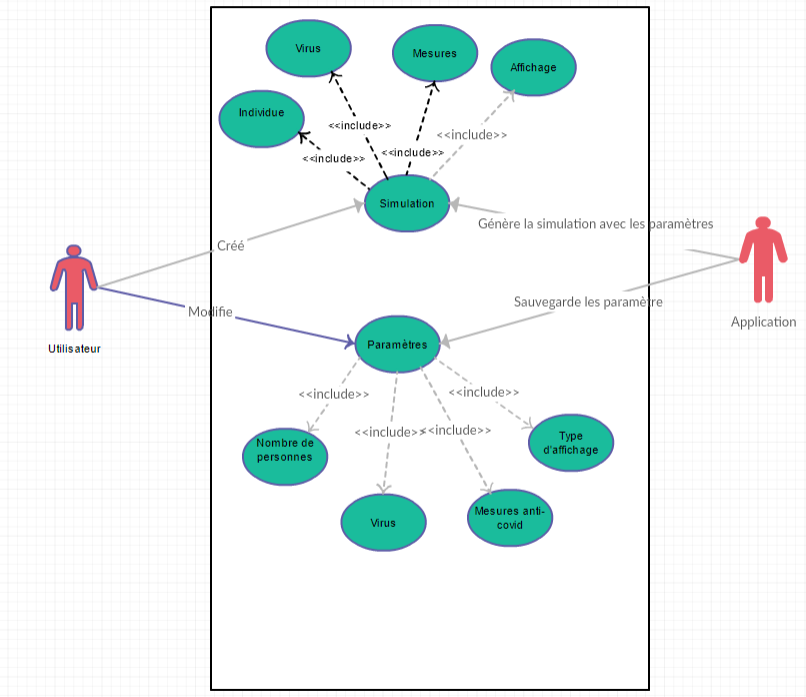 Virus
Mesures
Affichage
Individue
<<include>>
<<include>>
<<include>>
<<include>>
Simulation
Génère la simulation avec les paramètres
Créé
Sauvegarde les paramètre
Modifie
Application
Utilisateur
Paramètres
<<include>>
<<include>>
<<include>>
<<include>>
Nombre de
personnes
Type
d'affichage
Virus
Mesures anti-
covid